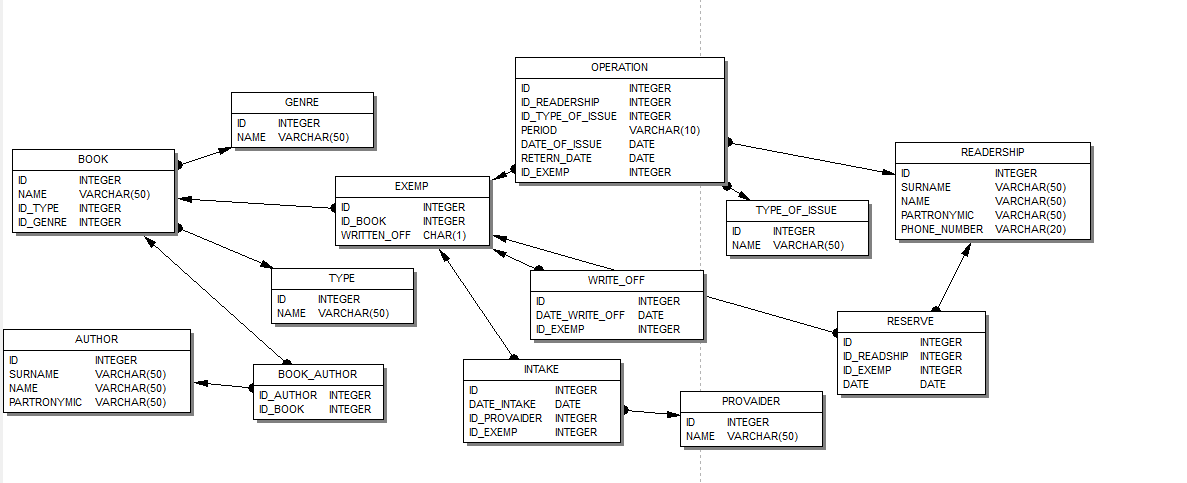 OPERATION
ID INTEGER
ID_READERSHIP INTEGER
ID_TYPE_OF_ISSUE INTEGER
PERIOD VARCHAR(10)
DATE_OF_ISSUE DATE
RETERN_DATE DATE
ID_EXEMP INTEGER
GENRE
ID INTEGER
NAME VARCHAR(50)
BOOK
ID INTEGER
NAME VARCHAR(50)
ID_TYPE INTEGER
ID_GENRE INTEGER
EXEMP
ID INTEGER
ID_BOOK INTEGER
WRITTEN_OFF CHAR(1)
READERSHIP
ID INTEGER
SURNAME VARCHAR(50)
NAME VARCHAR(50)
PARTRONYMIC VARCHAR(50)
PHONE_NUMBER VARCHAR(20)
TYPE_OF_ISSUE
ID INTEGER
NAME VARCHAR(50)
TYPE
ID INTEGER
NAME VARCHAR(50)
WRITE_OFF
ID INTEGER
DATE_WRITE_OFF DATE
ID_EXEMP INTEGER
RESERVE
ID INTEGER
ID_READSHIP INTEGER
ID_EXEMP INTEGER
DATE DATE
AUTHOR
ID INTEGER
SURNAME VARCHAR(50)
NAME VARCHAR(50)
PARTRONYMIC VARCHAR(50)
BOOK_AUTHOR
ID_AUTHOR INTEGER
ID_BOOK INTEGER
INTAKE
ID INTEGER
DATE_INTAKE DATE
ID_PROVAIDER INTEGER
ID_EXEMP INTEGER
PROVAIDER
ID INTEGER
NAME VARCHAR(50)